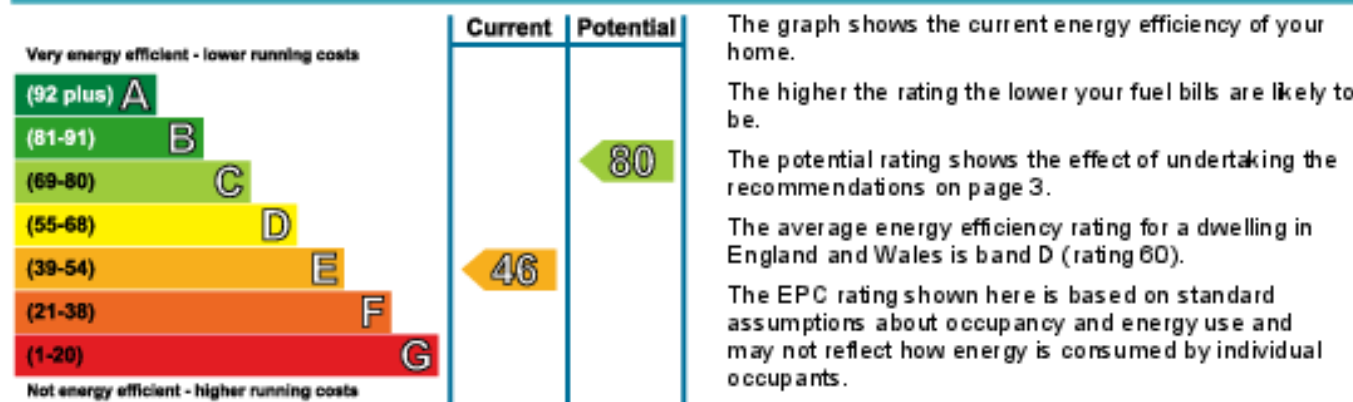 Current Potential
Very energy efficient - lower running costs
(92 plus) A
(81-91) B
(69-80) C
(55-68) D
(39-54) E
(21-38) F
(1-20) G
Not energy efficient - higher running costs
80
46
The graph shows the current energy efficiency of your
home.
The higher the rating the lower your fuel bills are likely to
be.
The potential rating shows the effect of undertaking the
recommendations on page 3.
The average energy efficiency rating for a dwelling in
England and Wales is band D (rating 60).
The EPC rating shown here is based on standard
assumptions about occupancy and energy use and
may not reflect how energy is consumed by individual
occupants.